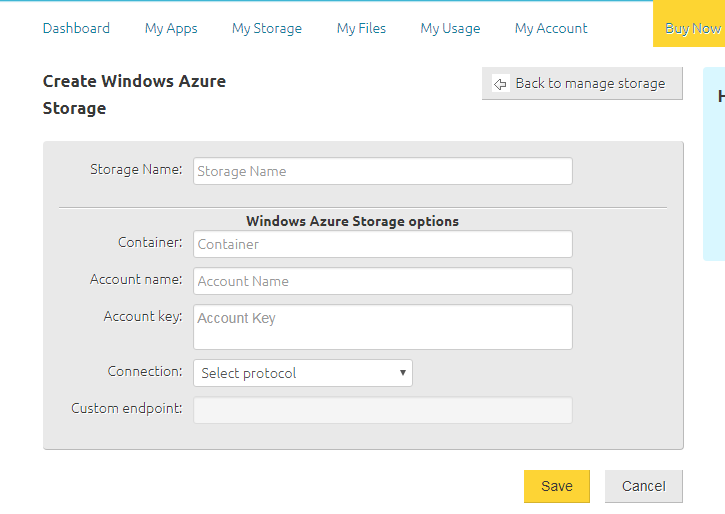 Dashboard My Apps My Storage My Files My Usage My Account Buy Now
Create Windows Azure
Storage
Back to manage storage
H
Storage Name: Storage Name
Windows Azure Storage options
Container: Container
Account name: Account Name
Account key: Account Key
Connection: Select protocol
Custom endpoint:
Save Cancel